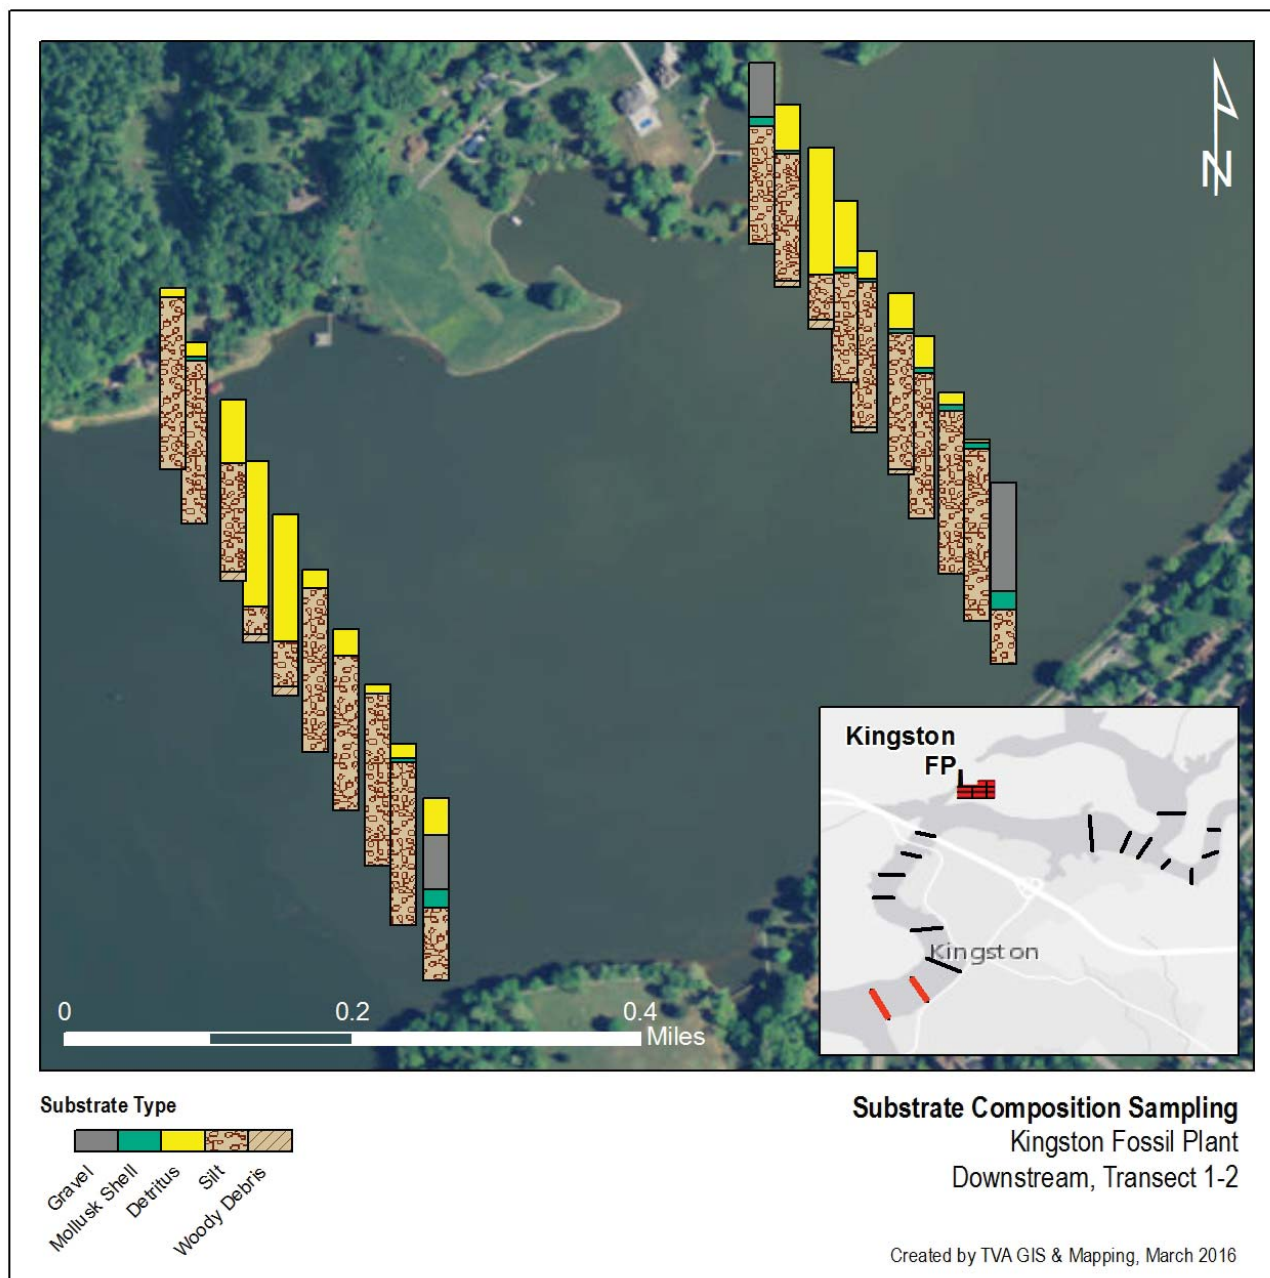 N
Kingston
FP
Kingston
0 0.2 0.4
Miles
Substrate Type
Gravel
Mollusk Shell
Detritus
Silt
Woody Debris
Substrate Composition Sampling
Kingston Fossil Plant
Downstream, Transect 1-2
Created by TVA GIS & Mapping, March 2016